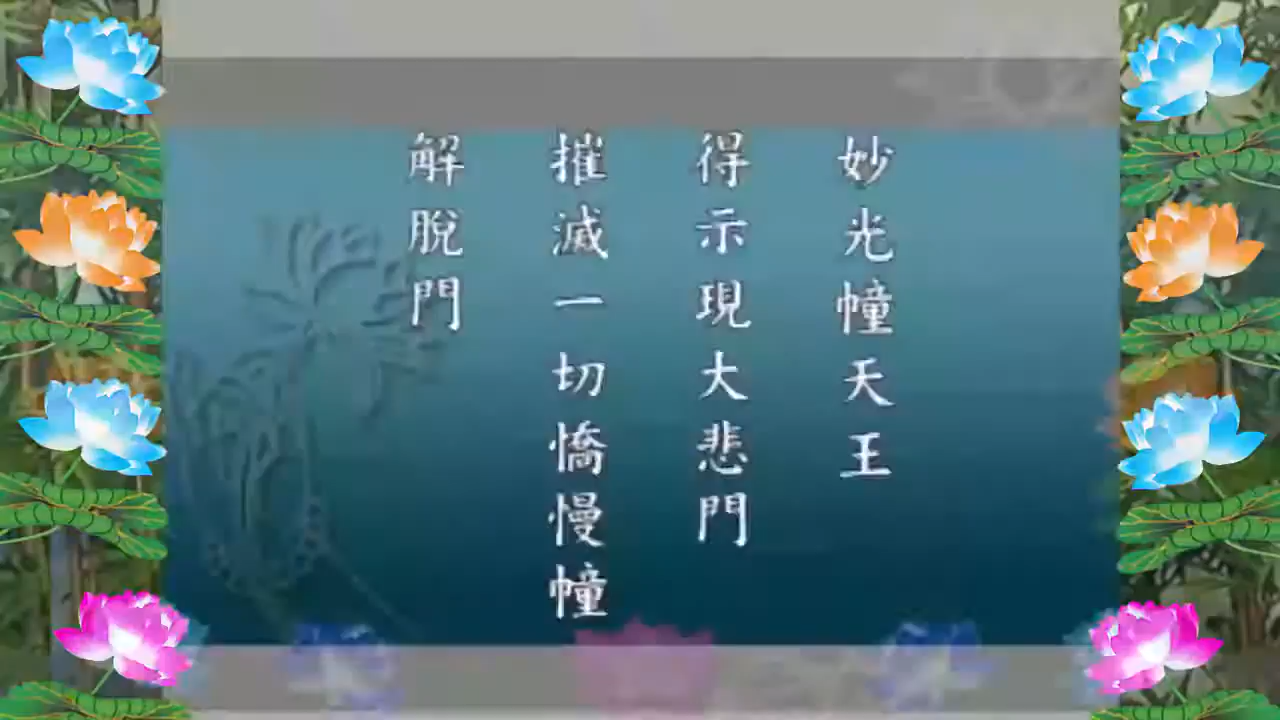 妙光幢天王
得示現大悲門
摧滅一切憍慢幢
解脫門